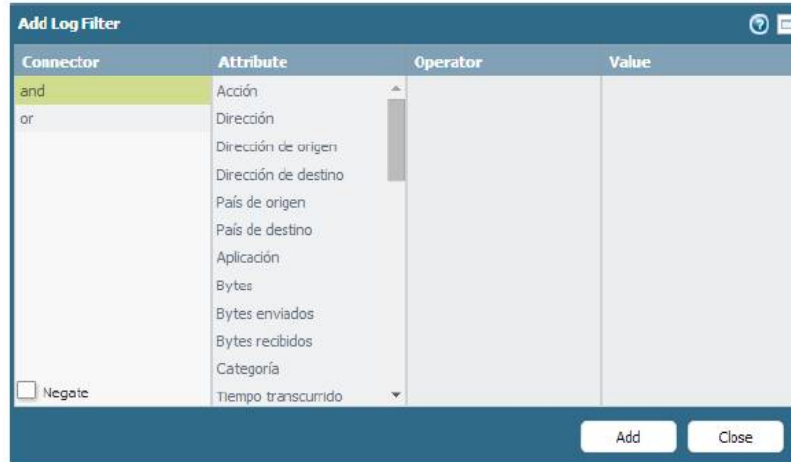 Add Log Filter
Connector Attribute Operator Value
and Acción
or Dirección
Dirección de origen
Dirección de destino
País de origen
País de destino
Aplicación
Bytes
Bytes enviados
Bytes recibidos
Categoría
Negate Tiempo transcurrido
Add Close